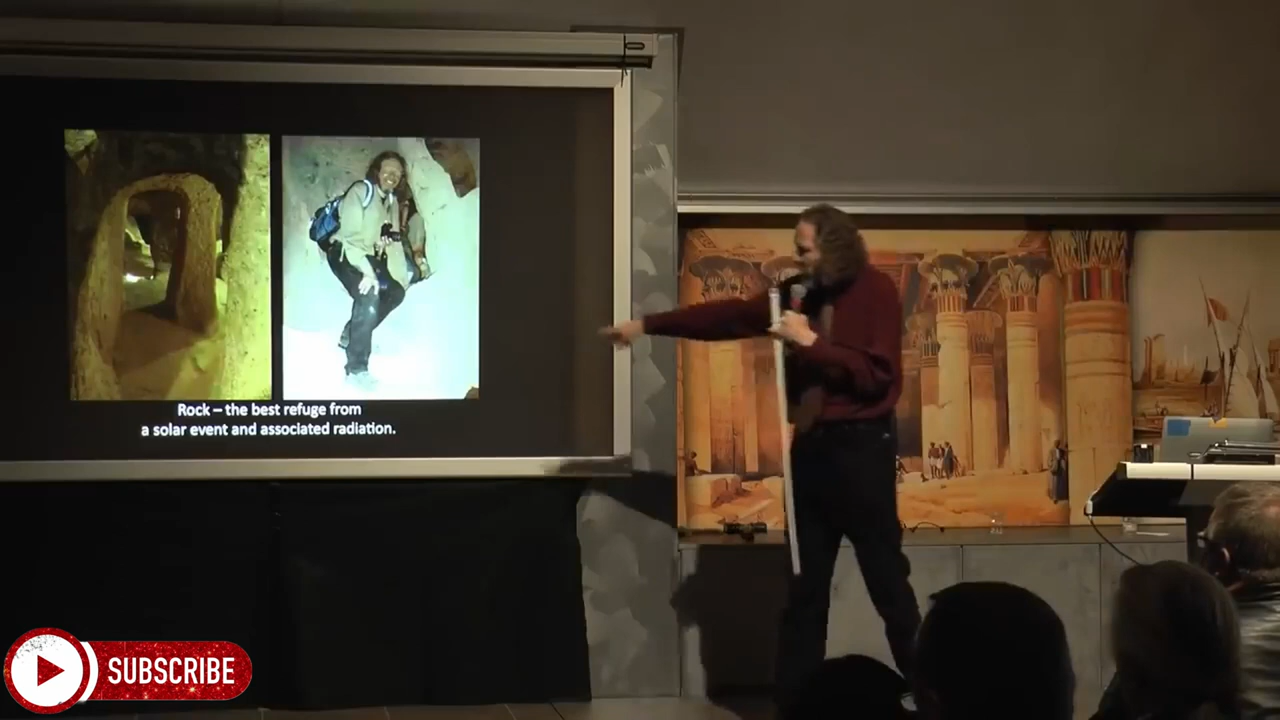 Rock – the best refuge from
a solar event and associated radiation.
SUBSCRIBE